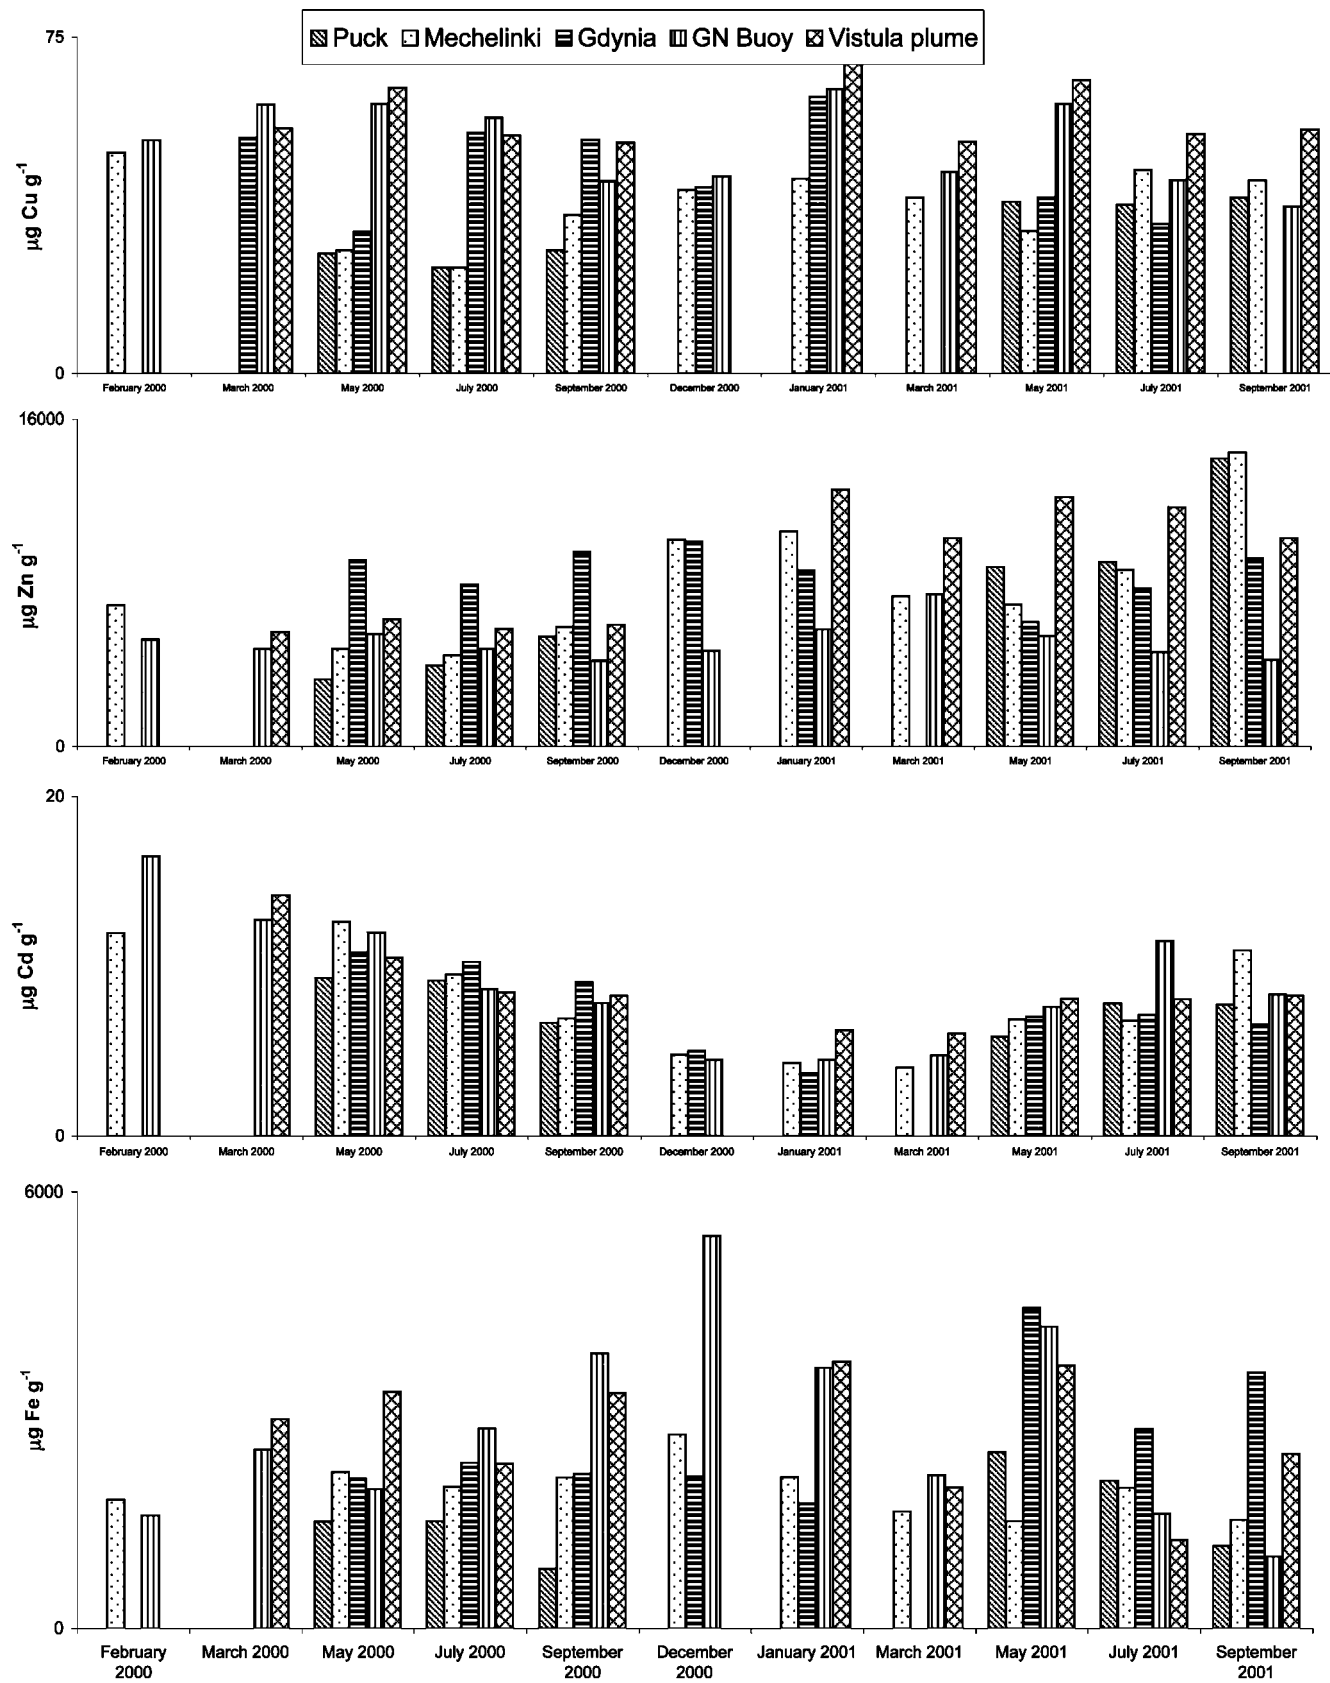 Puck Mechelinki Gdynia GN Buoy Vistula plume
75
µg Cu g-1
0
February 2000 March 2000 May 2000 July 2000 September 2000 December 2000 January 2001 March 2001 May 2001 July 2001 September 2001
16000
µg Zn g-1
0
February 2000 March 2000 May 2000 July 2000 September 2000 December 2000 January 2001 March 2001 May 2001 July 2001 September 2001
20
µg Cd g-1
0
February 2000 March 2000 May 2000 July 2000 September 2000 December 2000 January 2001 March 2001 May 2001 July 2001 September 2001
6000
µg Fe g-1
0
February March 2000 May 2000 July 2000 September December January 2001 March 2001 May 2001 July 2001 September
2000 2000 2000 2001